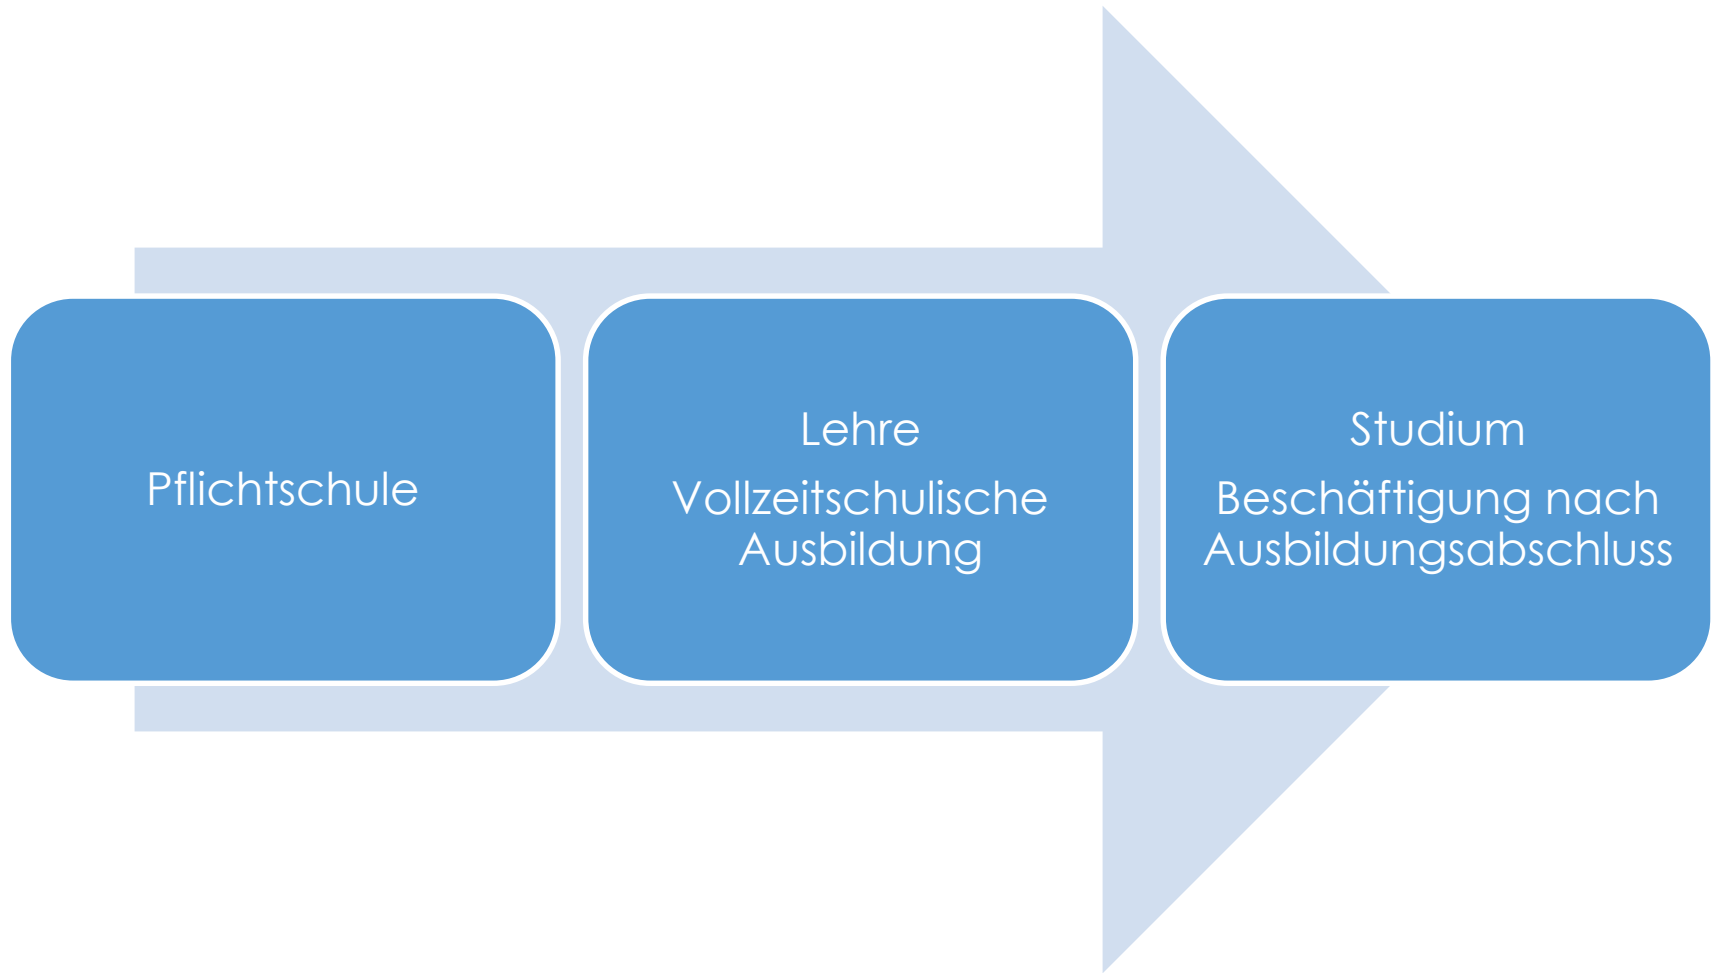 Pflichtschule
Lehre
Vollzeitschulische
Ausbildung
Studium
Beschäftigung nach
Ausbildungsabschluss